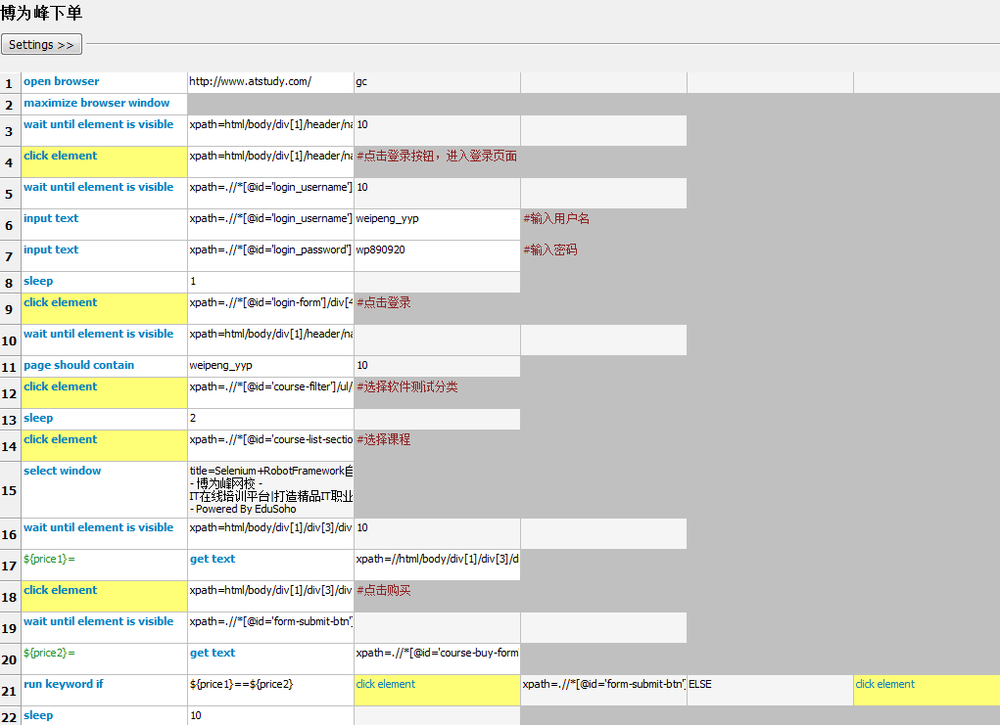 博为峰下单
Settings >>
1 open browser http://www.atstudy.com/ gc
2 maximize browser window
3 wait until element is visible xpath=html/body/div[1]/header/na 10
4 click element xpath=html/body/div[1]/header/na #点击登录按钮，进入登录页面
5 wait until element is visible xpath=.//*[@id='login_username'] 10
6 input text xpath=.//*[@id='login_username'] weipeng_yyp #输入用户名
7 input text xpath=.//*[@id='login_password'] wp890920 #输入密码
8 sleep 1
9 click element xpath=.//*[@id='login-form']/div[4 #点击登录
10 wait until element is visible xpath=html/body/div[1]/header/na
11 page should contain weipeng_yyp 10
12 click element xpath=.//*[@id='course-filter']/ul/ #选择软件测试分类
13 sleep 2
14 click element xpath=.//*[@id='course-list-sectio #选择课程
15 select window title=Selenium+RobotFramework自
- 博为峰网校 -
IT在线培训平台|打造精品IT职业
- Powered By EduSoho
16 wait until element is visible xpath=html/body/div[1]/div[3]/div 10
17 ${price1}= get text xpath=//html/body/div[1]/div[3]/d
18 click element xpath=html/body/div[1]/div[3]/div #点击购买
19 wait until element is visible xpath=.//*[@id='form-submit-btn']
20 ${price2}= get text xpath=.//*[@id='course-buy-form
21 run keyword if ${price1}==${price2} click element xpath=.//*[@id='form-submit-btn'] ELSE click element
22 sleep 10